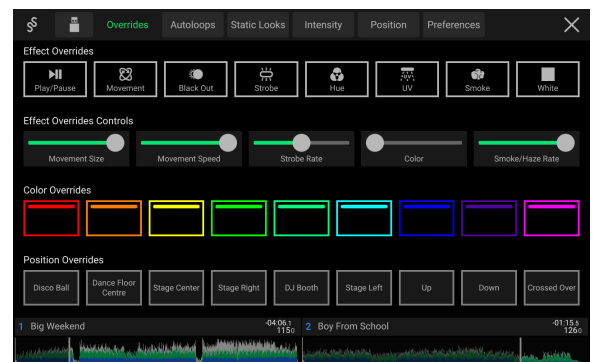 Overrides Autoloops Static Looks Intensity Position Preferences
Effect Overrides
Play/Pause Movement Black Out Strobe Hue UV Smoke White
Effect Overrides Controls
Movement Size Movement Speed Strobe Rate Color Smoke/Haze Rate
Color Overrides
Position Overrides
Disco Ball Dance Floor Centre Stage Center Stage Right DJ Booth Stage Left Up Down Crossed Over
1 Big Weekend -04:06.1 2 Boy From School -01:15.5
115.0 126.0